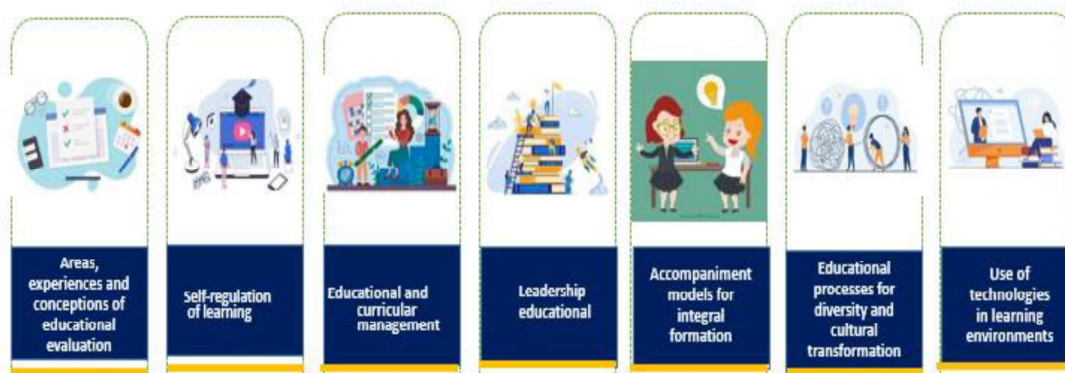 Areas,
experiences and
conceptions of
educational
evaluation
Self-regulation
of learning
Educational and
curricular
management
Leadership
educational
Accompaniment
models for
integral
formation
Educational
processes for
diversity and
cultural
transformation
Use of
technologies
in learning
environments